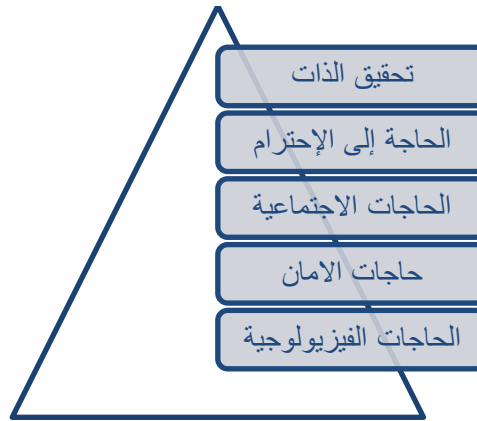 تحقيق الذات
الحاجة إلى الإحترام
الحاجات الاجتماعية
حاجات الامان
الحاجات الفيزيولوجية